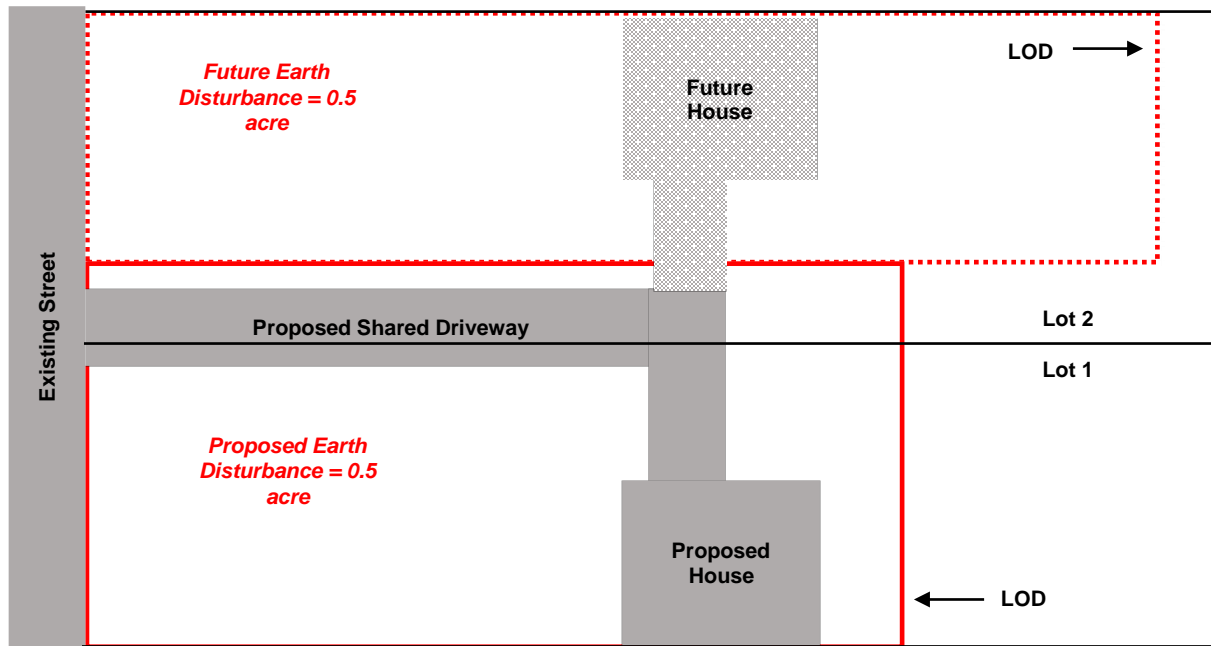 Existing Street
Future Earth
Disturbance = 0.5
acre
Future
House
LOD
Proposed Shared Driveway
Lot 2
Lot 1
Proposed Earth
Disturbance = 0.5
acre
Proposed
House
LOD